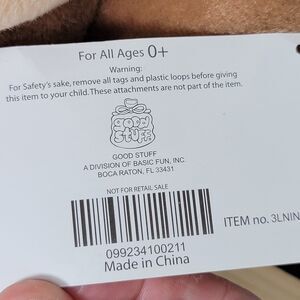 For All Ages 0+
Warning:
For Safety's sake, remove all tags and plastic loops before giving
this item to your child. These attachments are not part of the item.
GOOD
STUFF
GOOD STUFF
A DIVISION OF BASIC FUN, INC.
BOCA RATON, FL 33431
NOT FOR RETAIL SALE
ITEM no. 3LNIN
099234100211
Made in China